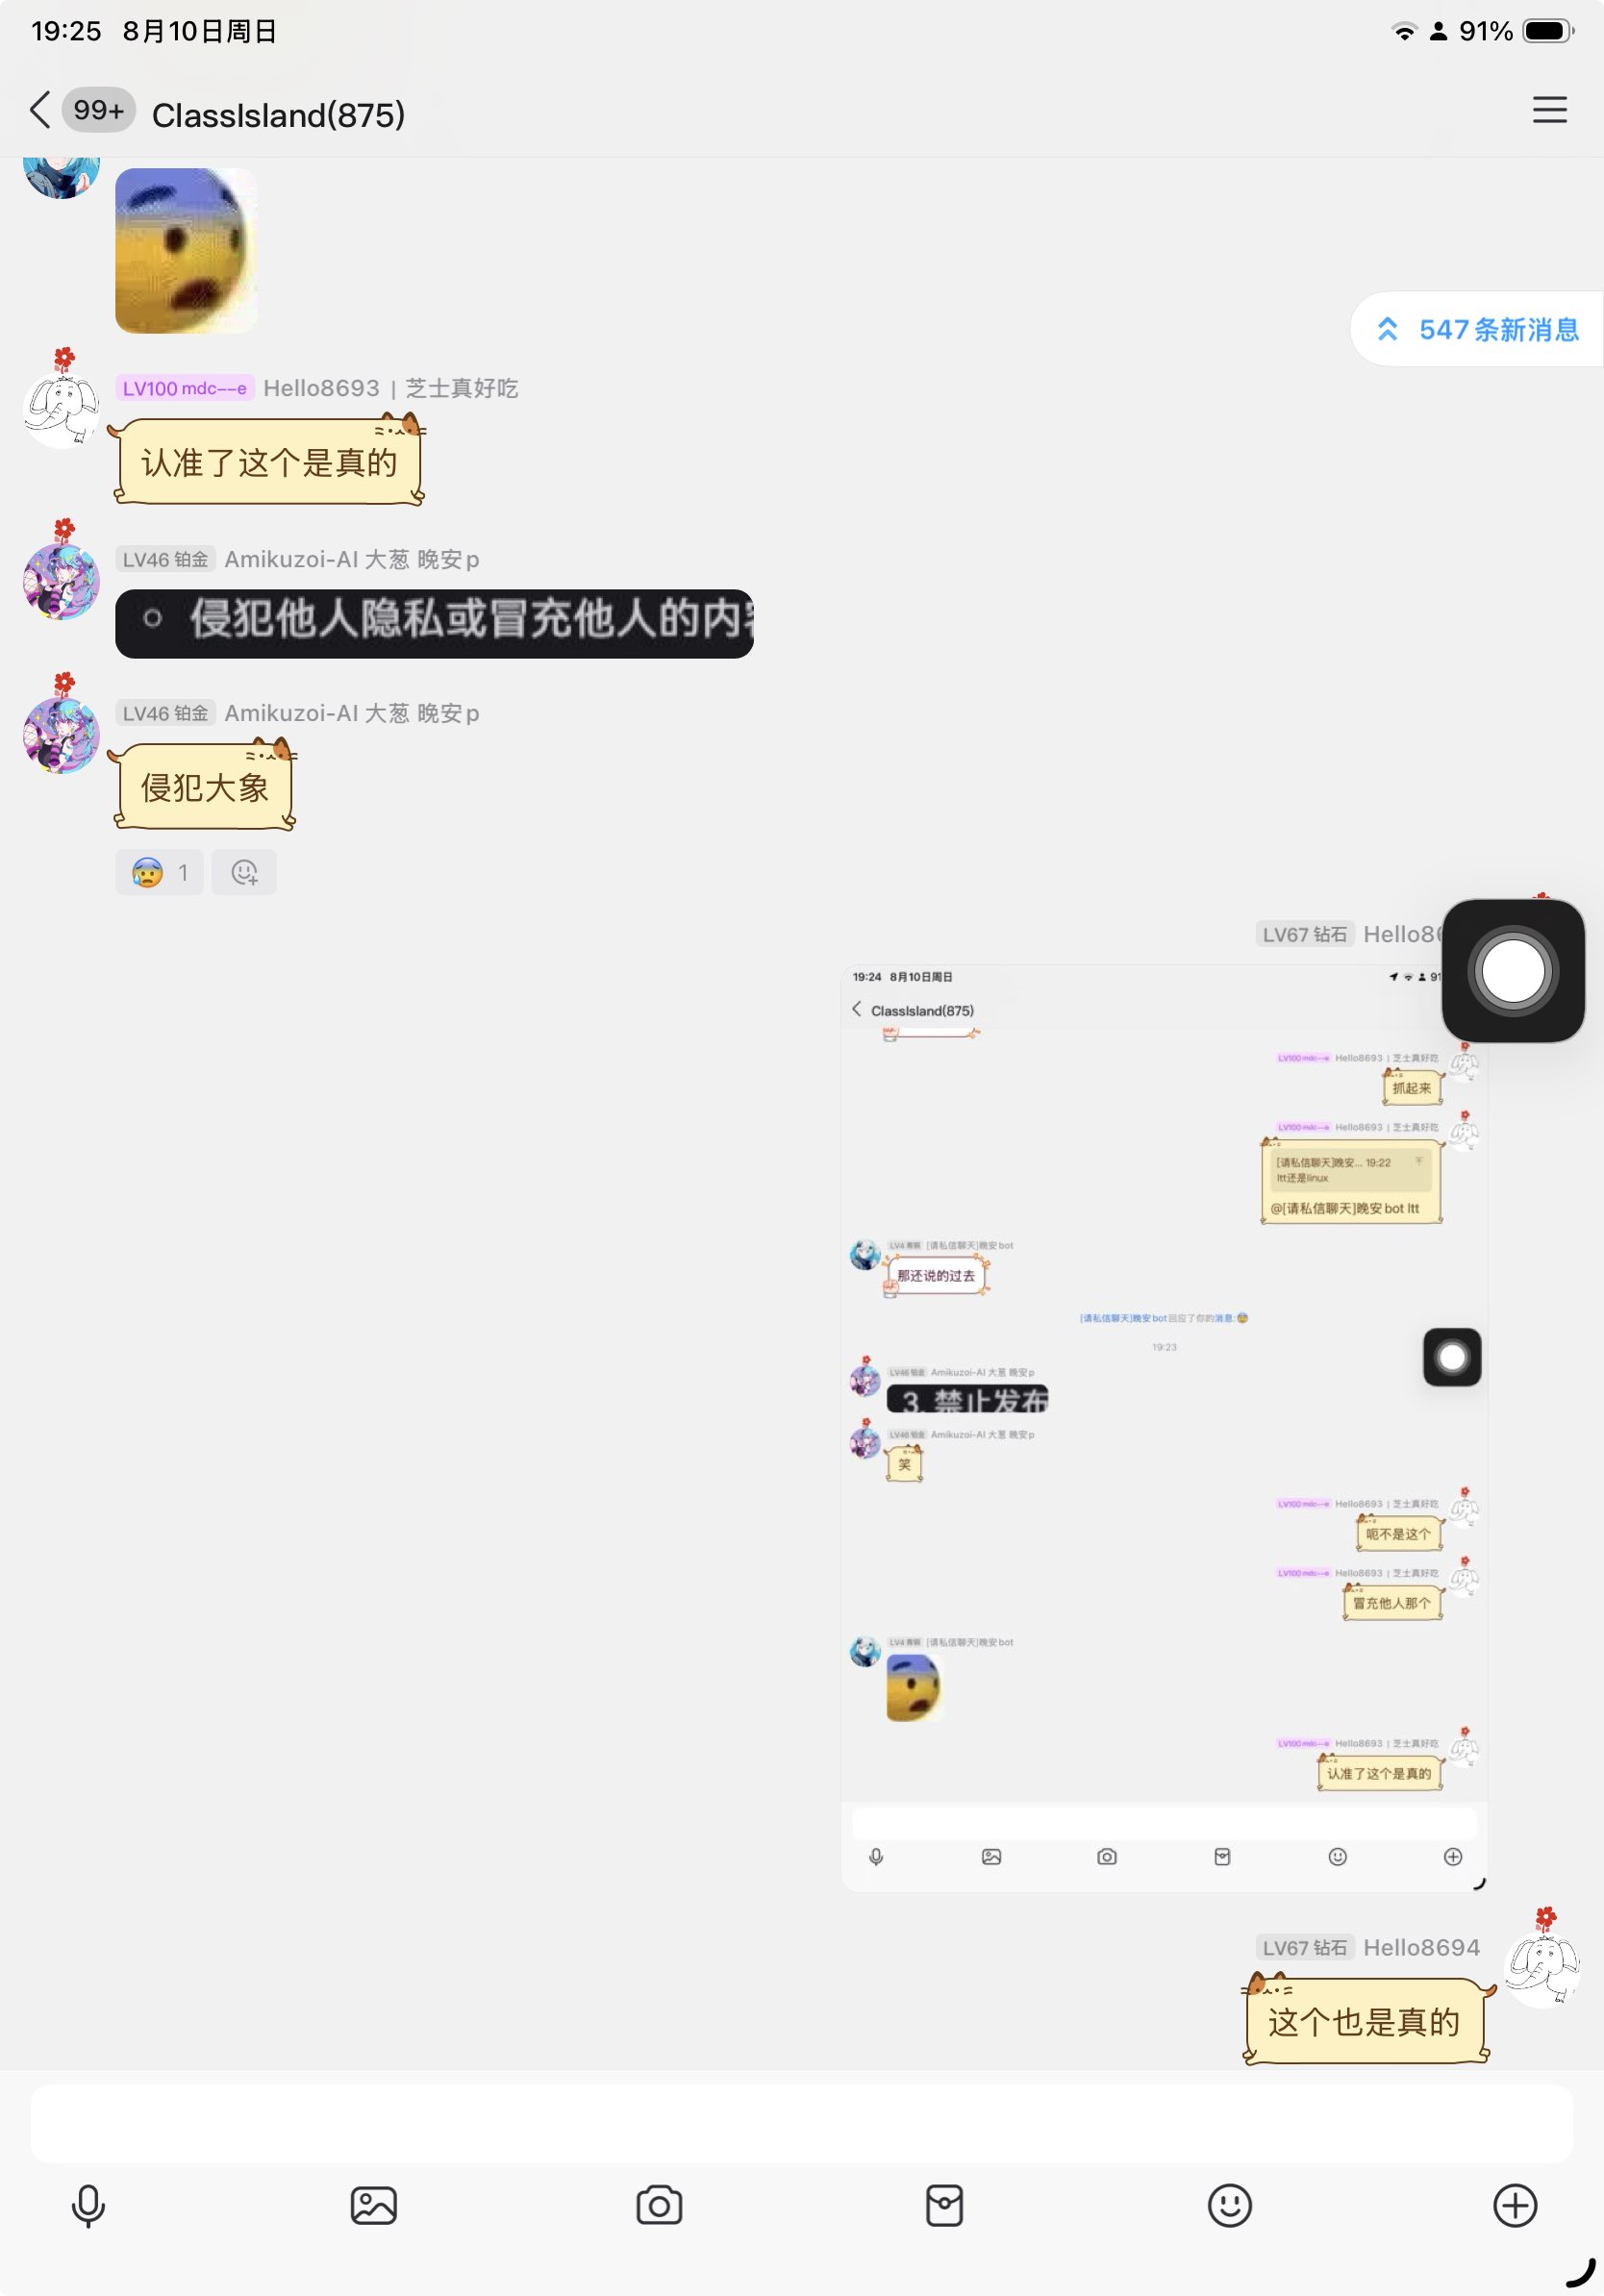 19:25 8月10日周日
91%
99+ ClassIsland(875)
547条新消息
LV100 mdc--e Hello8693 | 芝士真好吃
认准了这个是真的
LV46 铂金 Amikuzoi-AI 大葱 晚安p
侵犯他人隐私或冒充他人的内容
LV46 铂金 Amikuzoi-AI 大葱 晚安p
侵犯大象
1
LV67 钻石 Hello86
19:24 8月10日周日
91
ClassIsland(875)
LV100 mdc--e Hello8693 | 芝士真好吃
抓起来
LV100 mdc--e Hello8693 | 芝士真好吃
[请私信聊天]晚安... 19:22
ltt还是linux
@[请私信聊天]晚安 bot ltt
LV4 青铜 [请私信聊天]晚安 bot
那还说的过去
[请私信聊天]晚安 bot 回应了你的消息:
19:23
LV46 铂金 Amikuzoi-AI 大葱 晚安p
3. 禁止发布
LV46 铂金 Amikuzoi-AI 大葱 晚安p
笑
LV100 mdc--e Hello8693 | 芝士真好吃
呃不是这个
LV100 mdc--e Hello8693 | 芝士真好吃
冒充他人那个
LV4 青铜 [请私信聊天]晚安 bot
LV100 mdc--e Hello8693 | 芝士真好吃
认准了这个是真的
LV67 钻石 Hello8694
这个也是真的